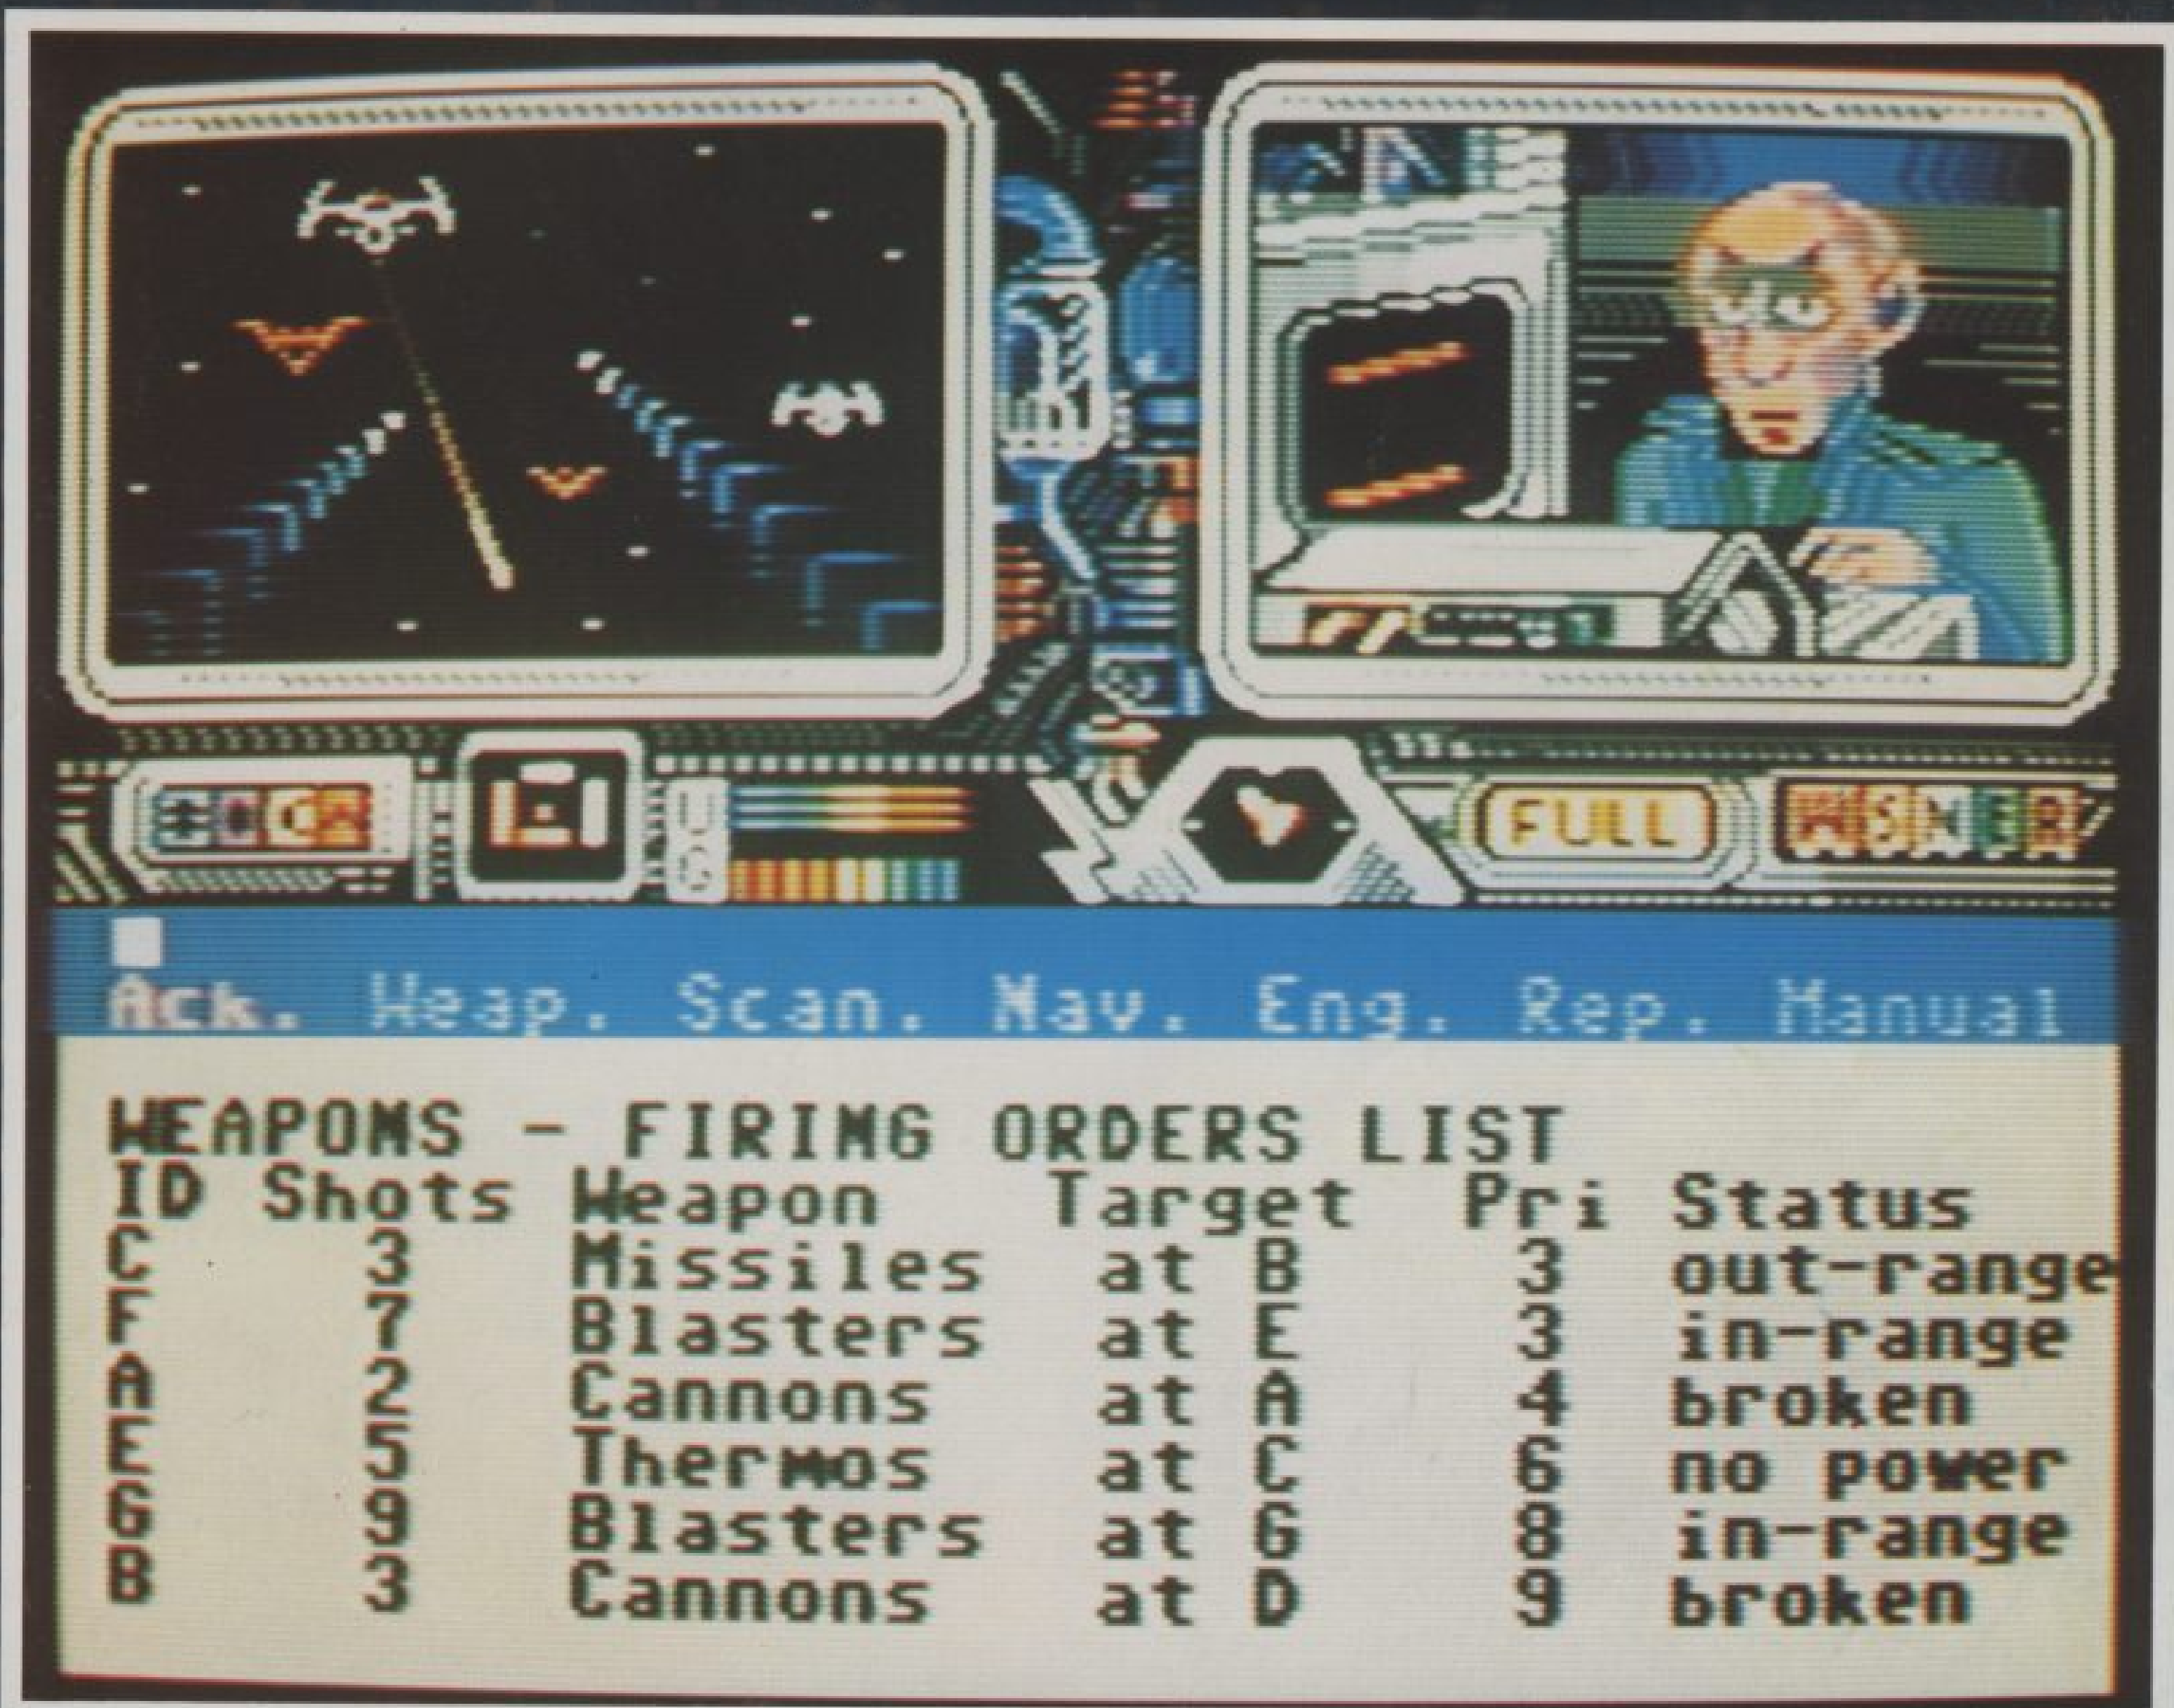 FULL
Ack. Weap. Scan. Nav. Eng. Rep. Manual
WEAPONS - FIRING ORDERS LIST
ID Shots Weapon Target Pri Status
C 3 Missiles at B 3 out-range
F 7 Blasters at E 3 in-range
A 2 Cannons at A 4 broken
E 5 Thermos at C 6 no power
G 9 Blasters at G 8 in-range
B 3 Cannons at D 9 broken